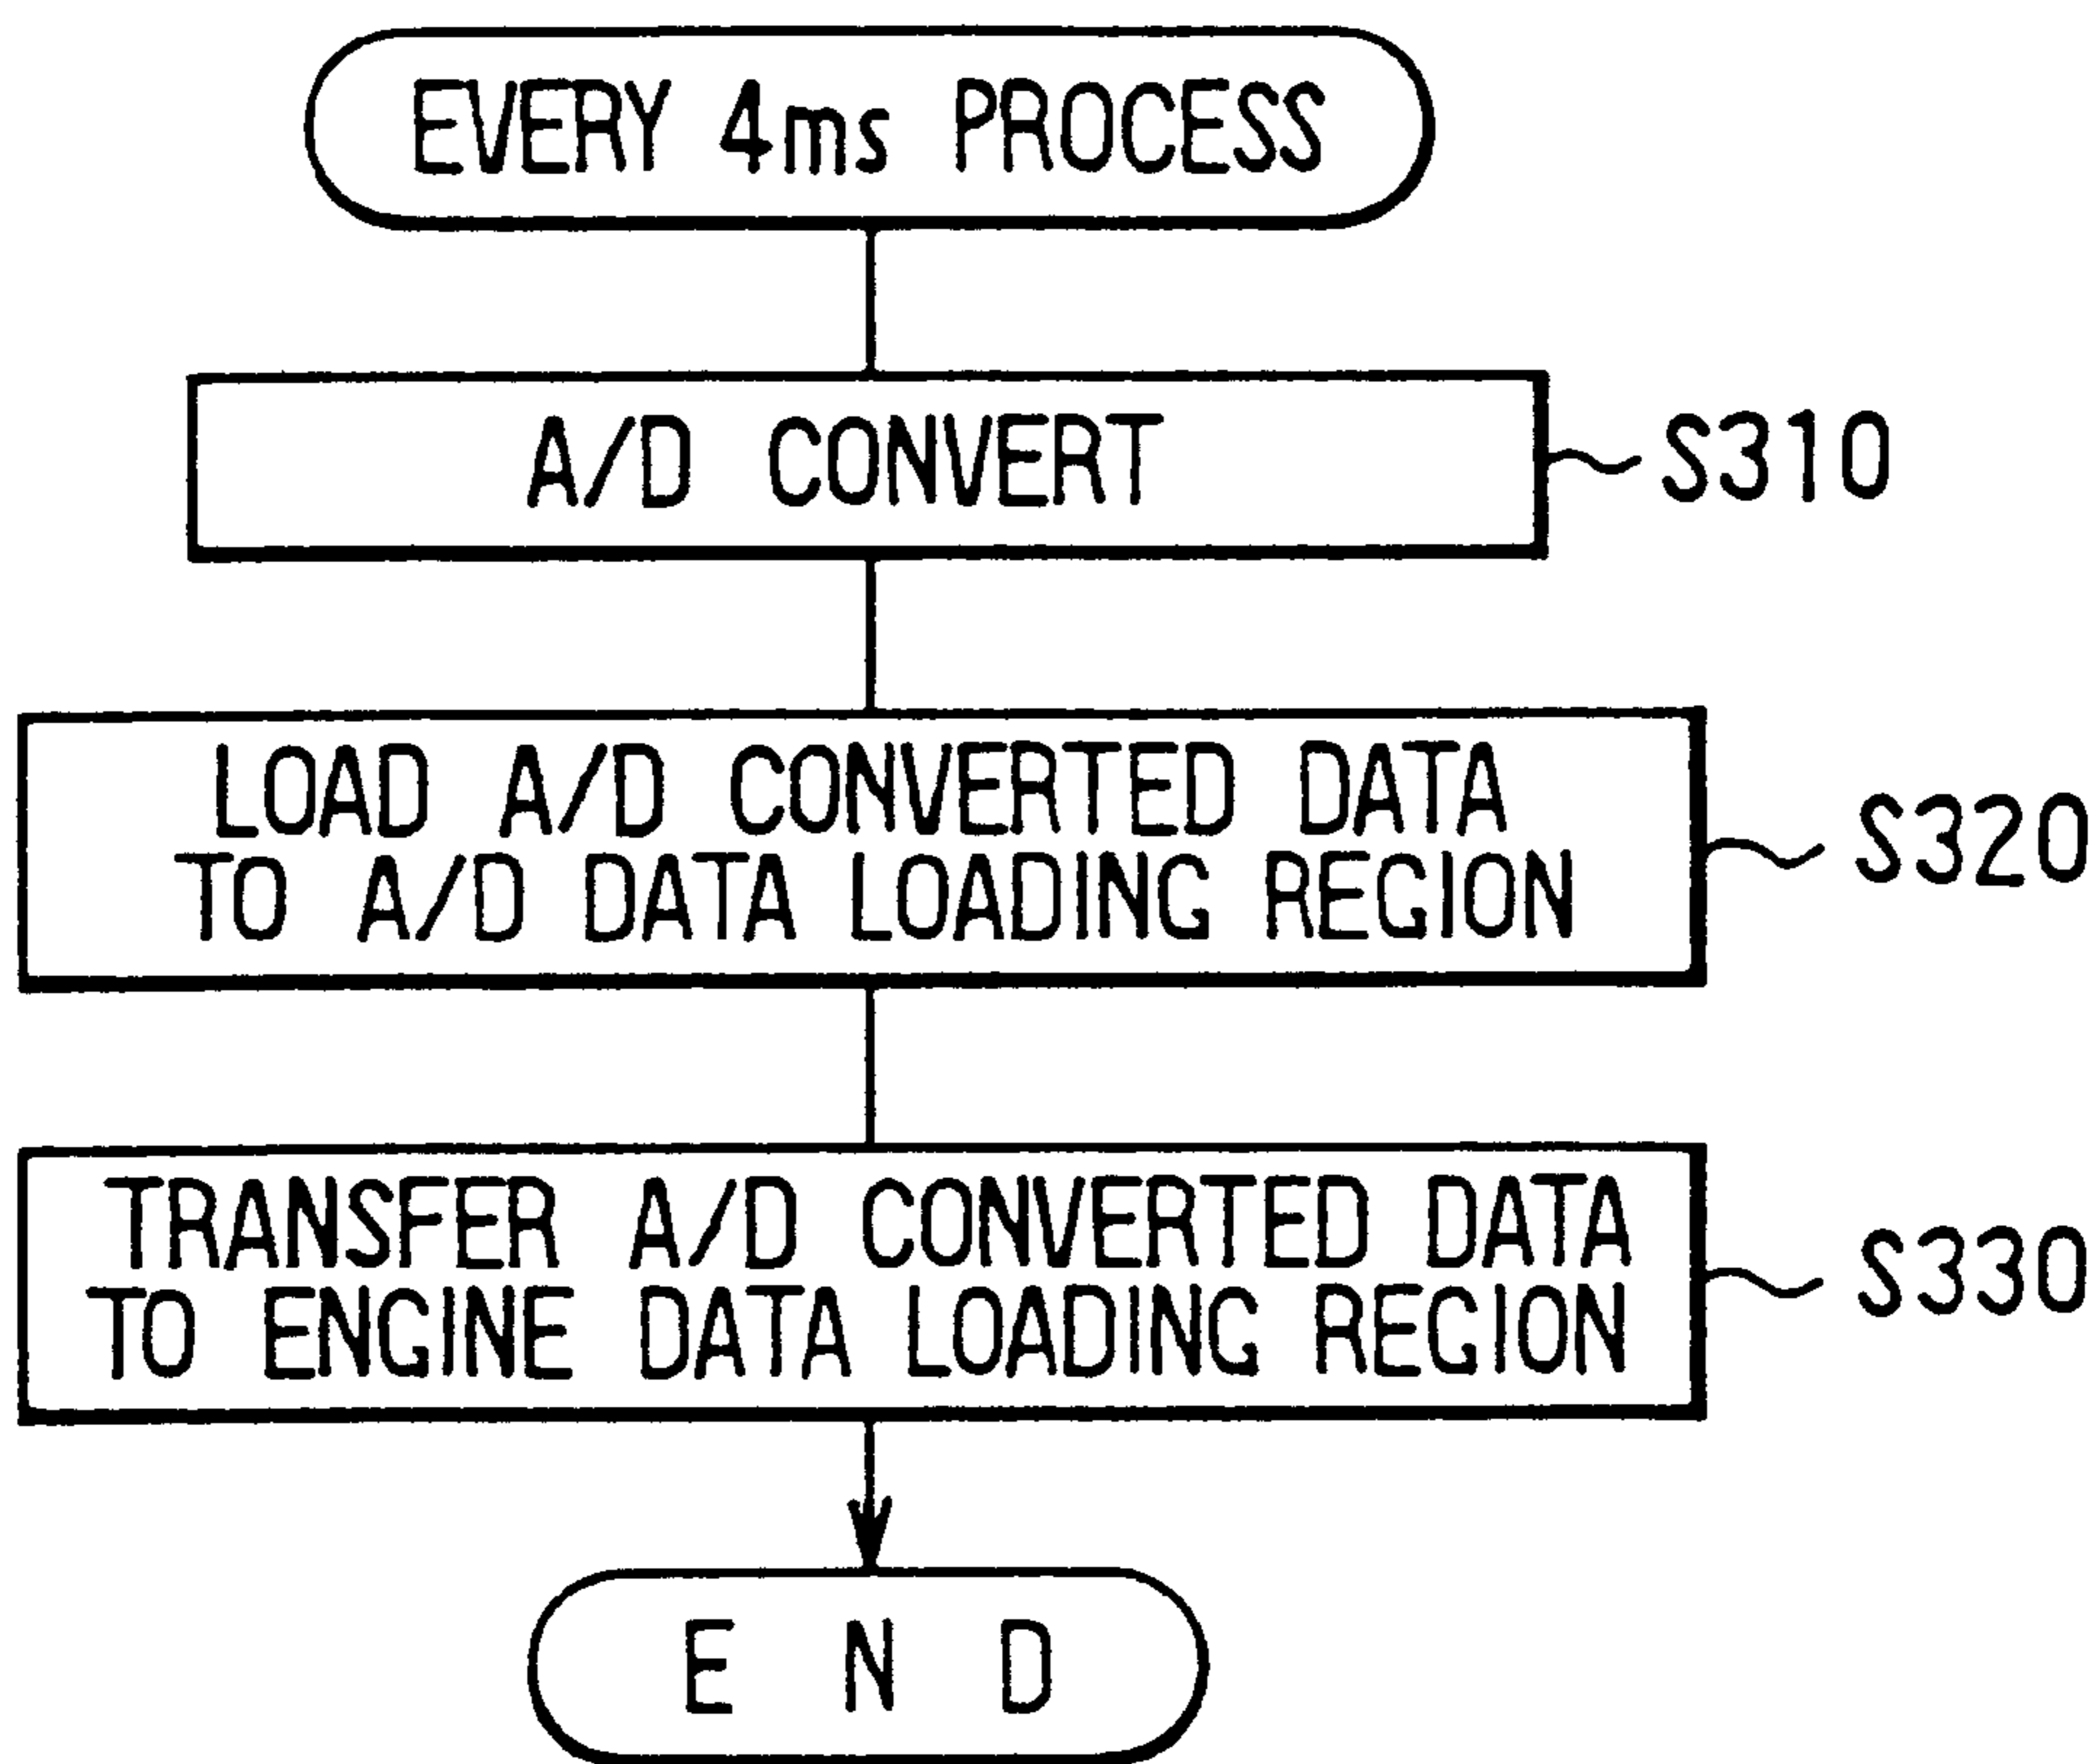 EVERY 4ms PROCESS
A/D CONVERT
S310
LOAD A/D CONVERTED DATA
TO A/D DATA LOADING REGION
S320
TRANSFER A/D CONVERTED DATA
TO ENGINE DATA LOADING REGION
S330
END